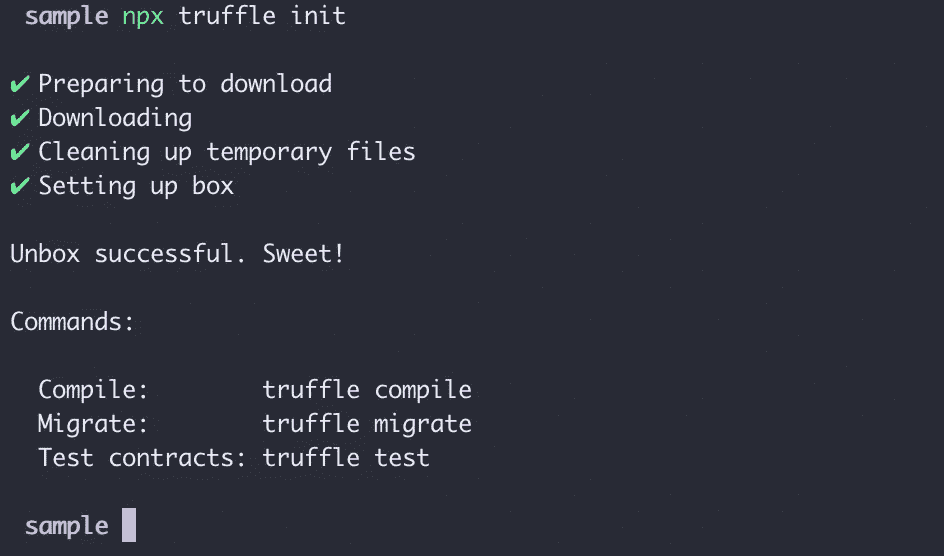 sample npx truffle init
✔ Preparing to download
✔ Downloading
✔ Cleaning up temporary files
✔ Setting up box
Unbox successful. Sweet!
Commands:
Compile: truffle compile
Migrate: truffle migrate
Test contracts: truffle test
sample